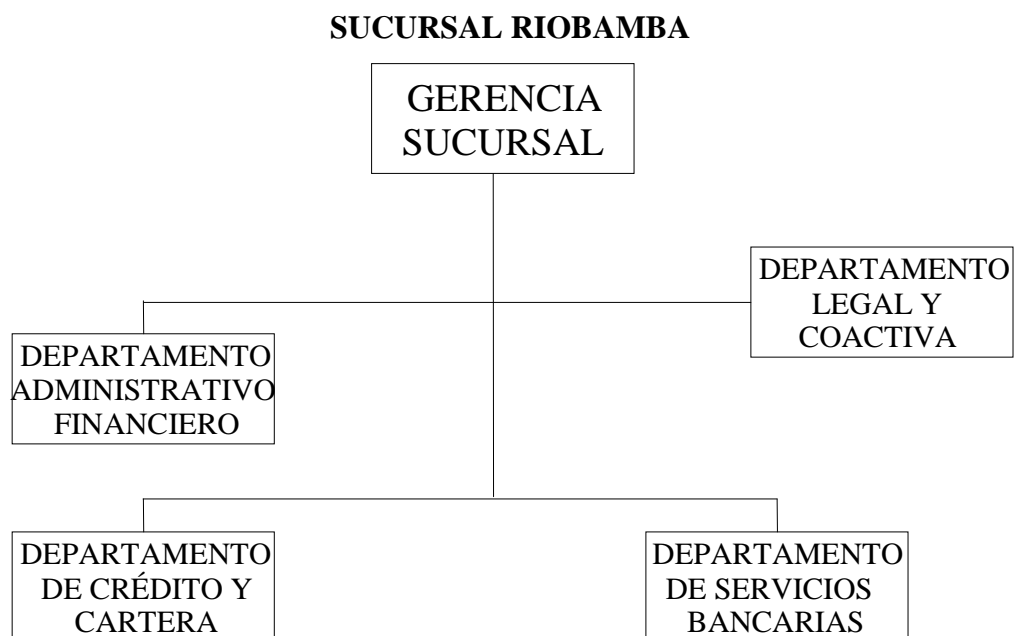 SUCURSAL RIOBAMBA
GERENCIA
SUCURSAL
DEPARTAMENTO
LEGAL Y
COACTIVA
DEPARTAMENTO
ADMINISTRATIVO
FINANCIERO
DEPARTAMENTO
DE CRÉDITO Y
CARTERA
DEPARTAMENTO
DE SERVICIOS
BANCARIAS